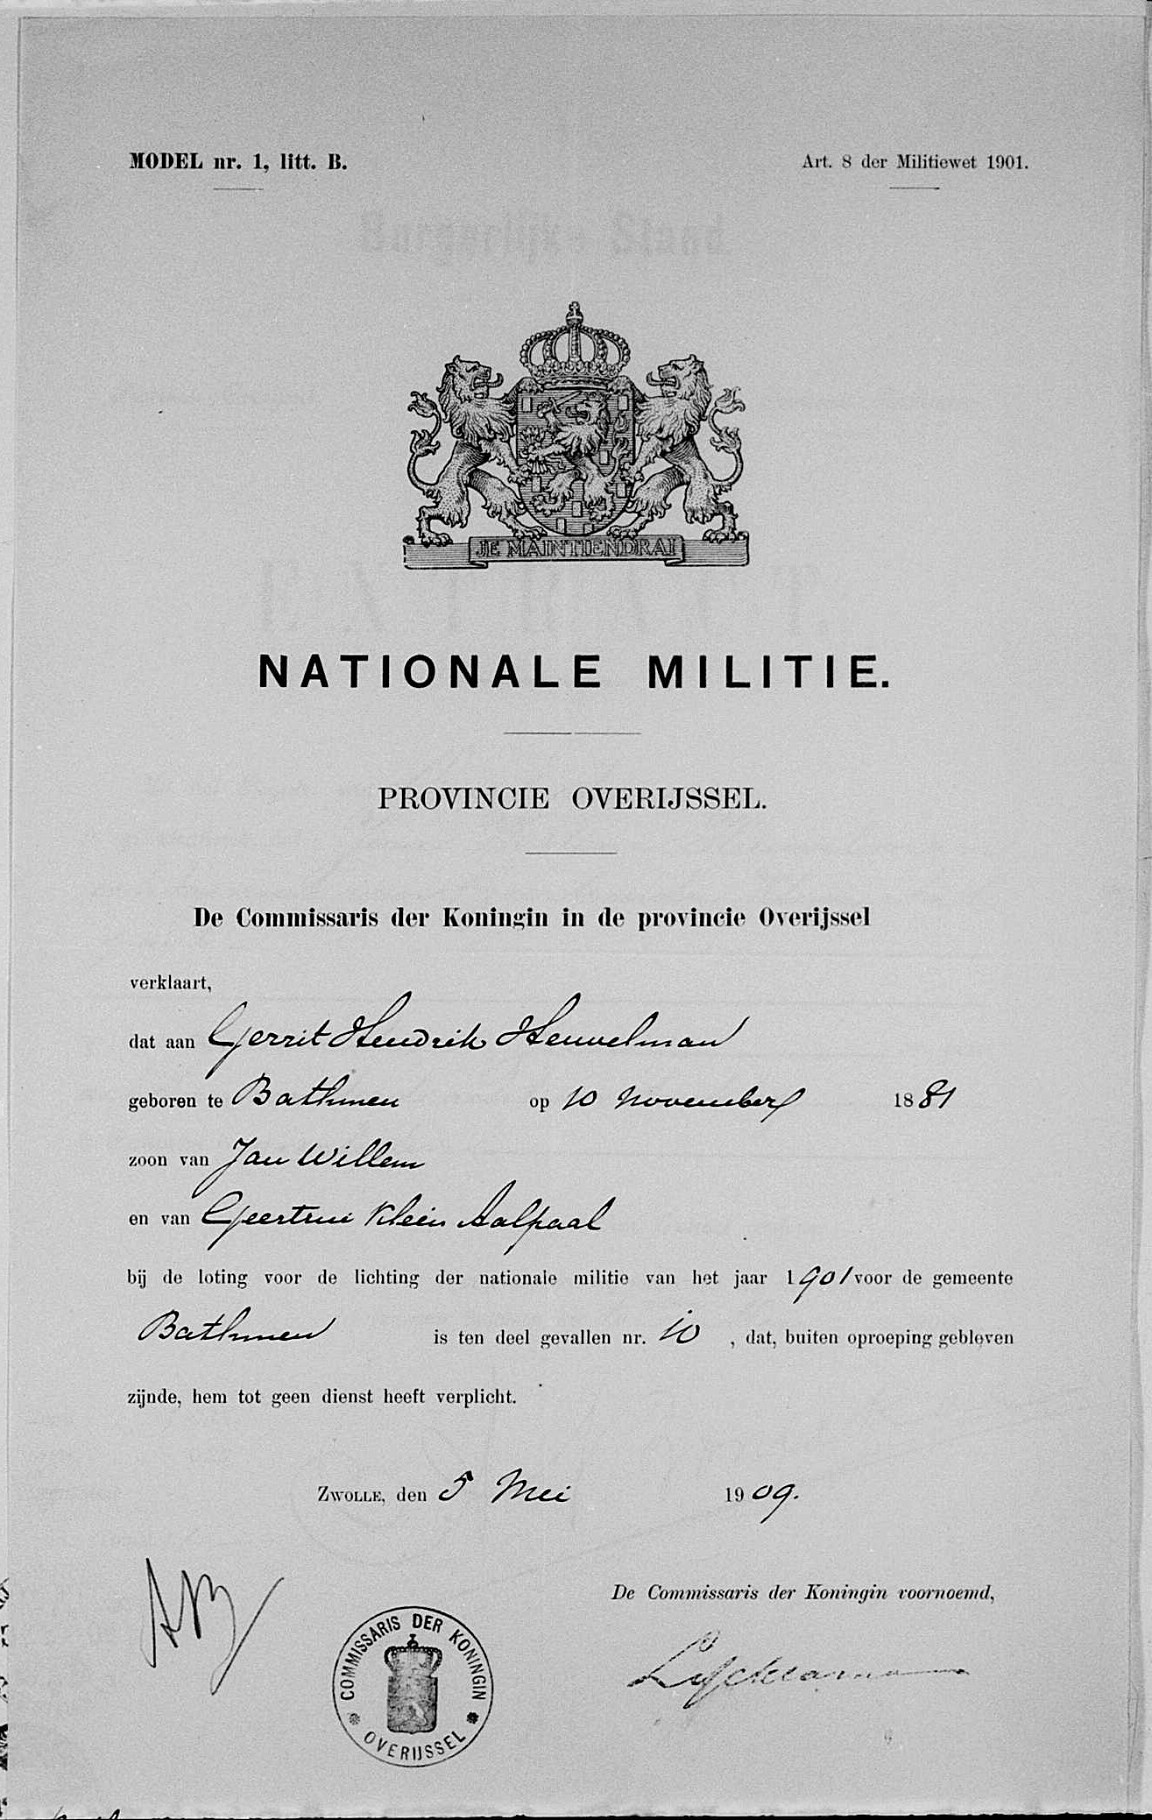 MODEL nr. 1, litt. B.
Art. 8 der Militiewet 1901.
Burgerlijke Stand
JE MAINTIENDRAI
NATIONALE MILITIE.
PROVINCIE OVERIJSSEL.
De Commissaris der Koningin in de provincie Overijssel
verklaart,
dat aan Gerrit Hendrik Heuvelman
geboren te Bathmen op 10 November 1881
zoon van Jan Willem
en van Geertrui Klein Aalpaal
bij de loting voor de lichting der nationale militie van het jaar 1901 voor de gemeente
Bathmen is ten deel gevallen nr. 10, dat, buiten oproeping gebleven
zijnde, hem tot geen dienst heeft verplicht.
ZWOLLE, den 5 Mei 1909.
De Commissaris der Koningin voornoemd,
Lycklama
COMMISSARIS DER KONINGIN
OVERIJSSEL